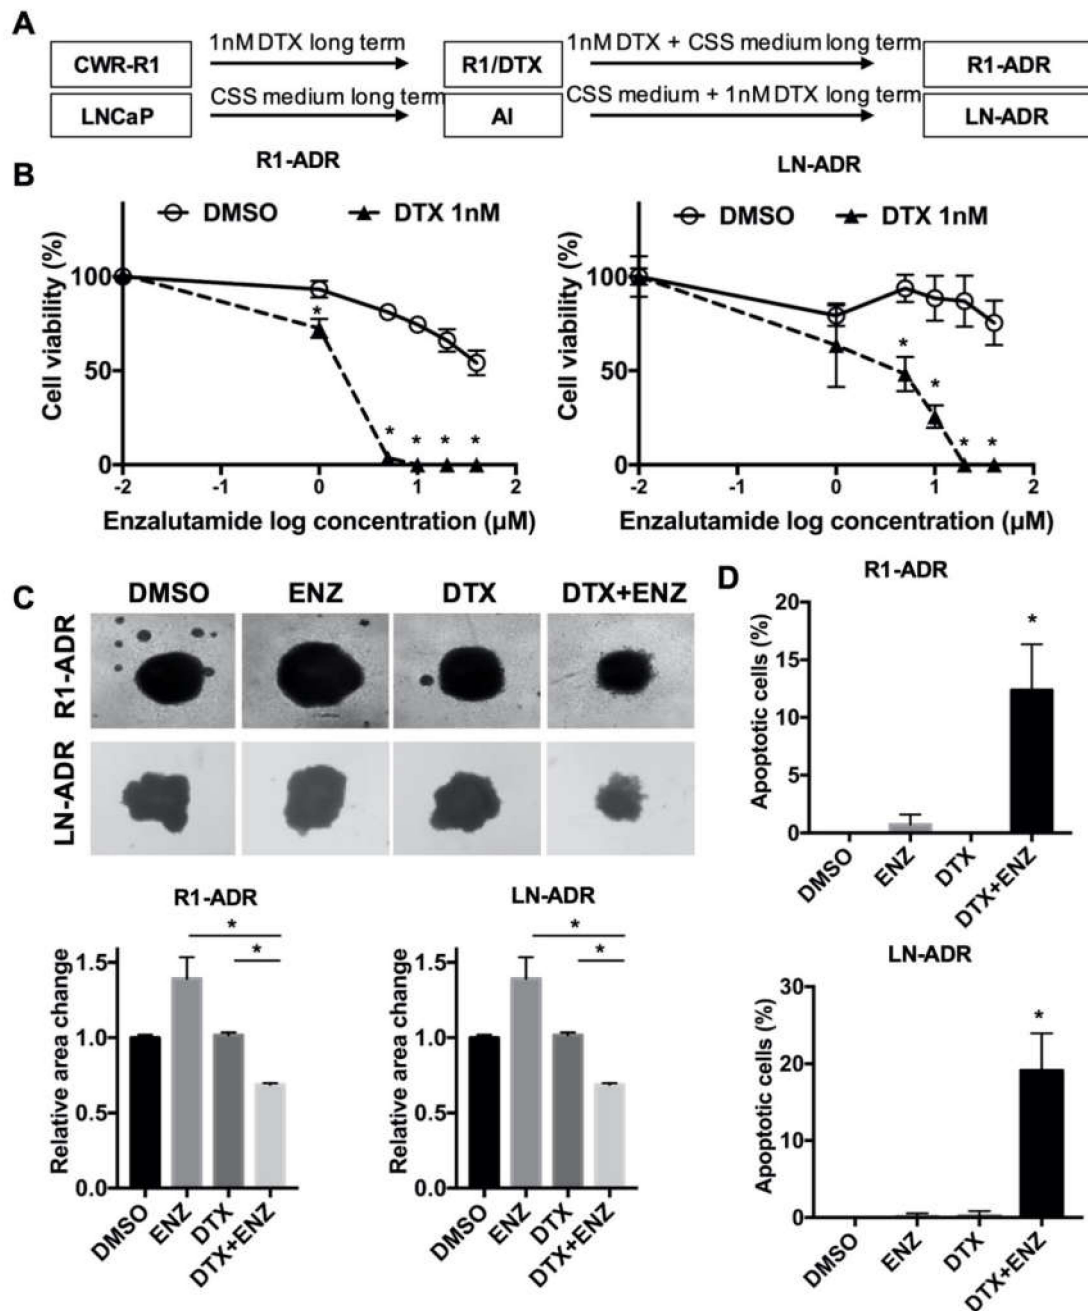 A
CWR-R1
1nM DTX long term
R1/DTX
1nM DTX + CSS medium long term
R1-ADR
LNCaP
CSS medium long term
AI
CSS medium + 1nM DTX long term
LN-ADR
B
R1-ADR
DMSO
DTX 1nM
Cell viability (%)
100
50
0
-2
-1
0
1
2
Enzalutamide log concentration (µM)
*
*
*
*
*
LN-ADR
DMSO
DTX 1nM
Cell viability (%)
100
50
0
-2
-1
0
1
2
Enzalutamide log concentration (µM)
*
*
*
*
C
DMSO
ENZ
DTX
DTX+ENZ
R1-ADR
LN-ADR
R1-ADR
*
*
Relative area change
1.5
1.0
0.5
0.0
DMSO
ENZ
DTX
DTX+ENZ
LN-ADR
*
*
Relative area change
1.5
1.0
0.5
0.0
DMSO
ENZ
DTX
DTX+ENZ
D
R1-ADR
Apoptotic cells (%)
20
15
10
5
0
*
DMSO
ENZ
DTX
DTX+ENZ
LN-ADR
Apoptotic cells (%)
30
20
10
0
*
DMSO
ENZ
DTX
DTX+ENZ